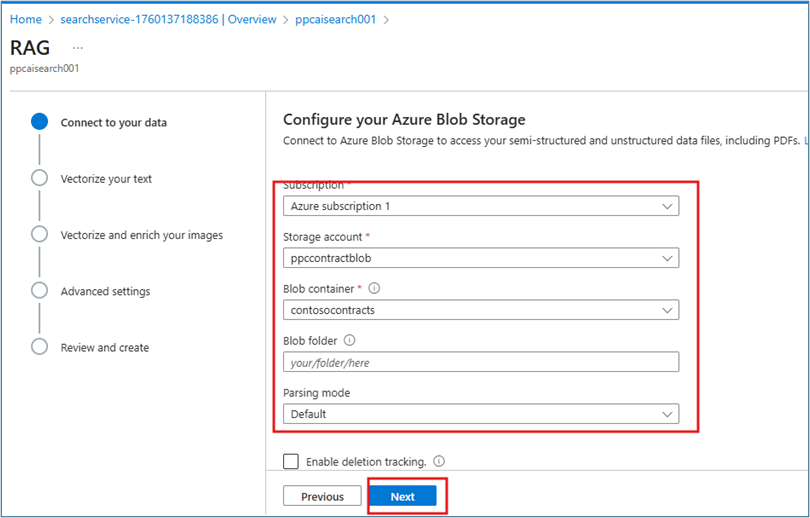 Home > searchservice-1760137188386 | Overview > ppcaisearch001 >
RAG ...
ppcaisearch001
Connect to your data
Vectorize your text
Vectorize and enrich your images
Advanced settings
Review and create
Configure your Azure Blob Storage
Connect to Azure Blob Storage to access your semi-structured and unstructured data files, including PDFs.
Subscription *
Azure subscription 1
Storage account *
ppccontractblob
Blob container *
contosocontracts
Blob folder
your/folder/here
Parsing mode
Default
Enable deletion tracking.
Previous
Next